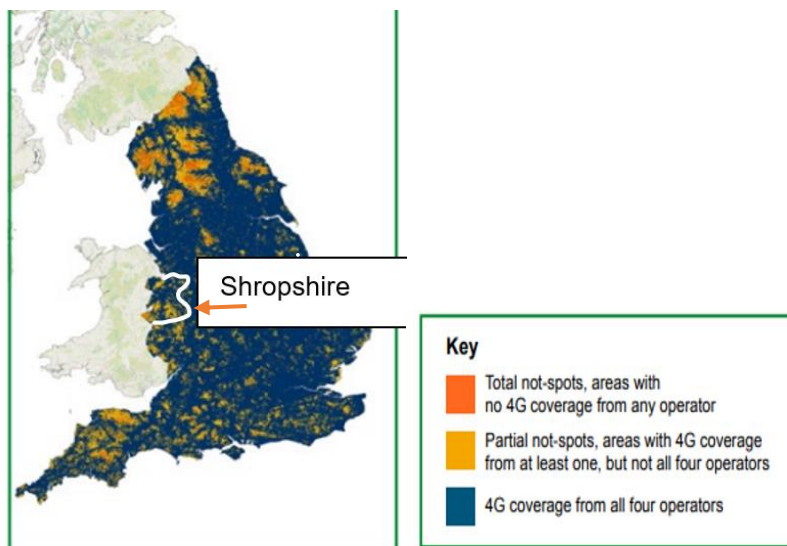 Shropshire
Key
Total not-spots, areas with
no 4G coverage from any operator
Partial not-spots, areas with 4G coverage
from at least one, but not all four operators
4G coverage from all four operators